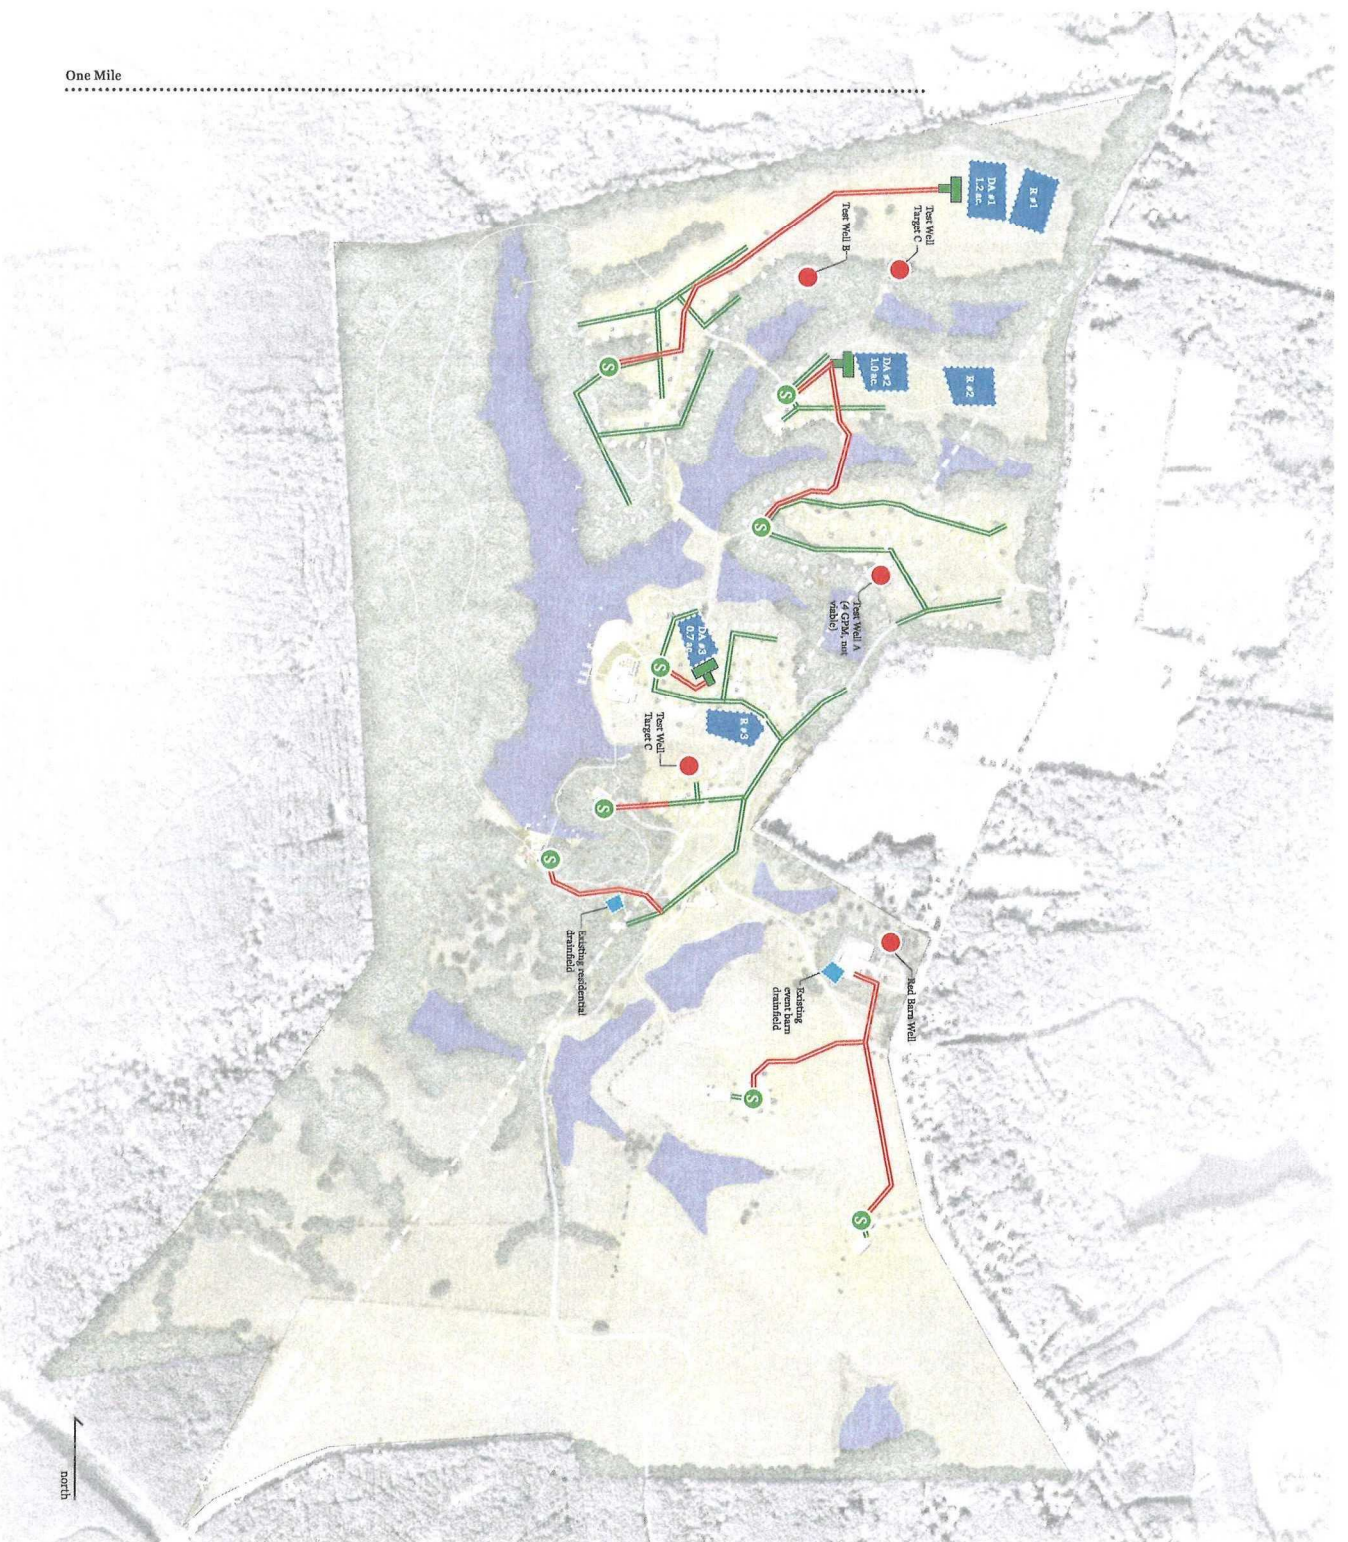 One Mile
R #1
DA #1
1.2 ac.
Test Well
Target C
Test Well B
DA #2
1.0 ac.
R #2
S
S
S
Test Well A
(4 GPM, not
viable)
DA #3
0.7 ac.
S
R #3
Test Well
Target C
S
S
Existing residential
drainfield
Red Barn Well
Existing
event barn
drainfield
S
S
north